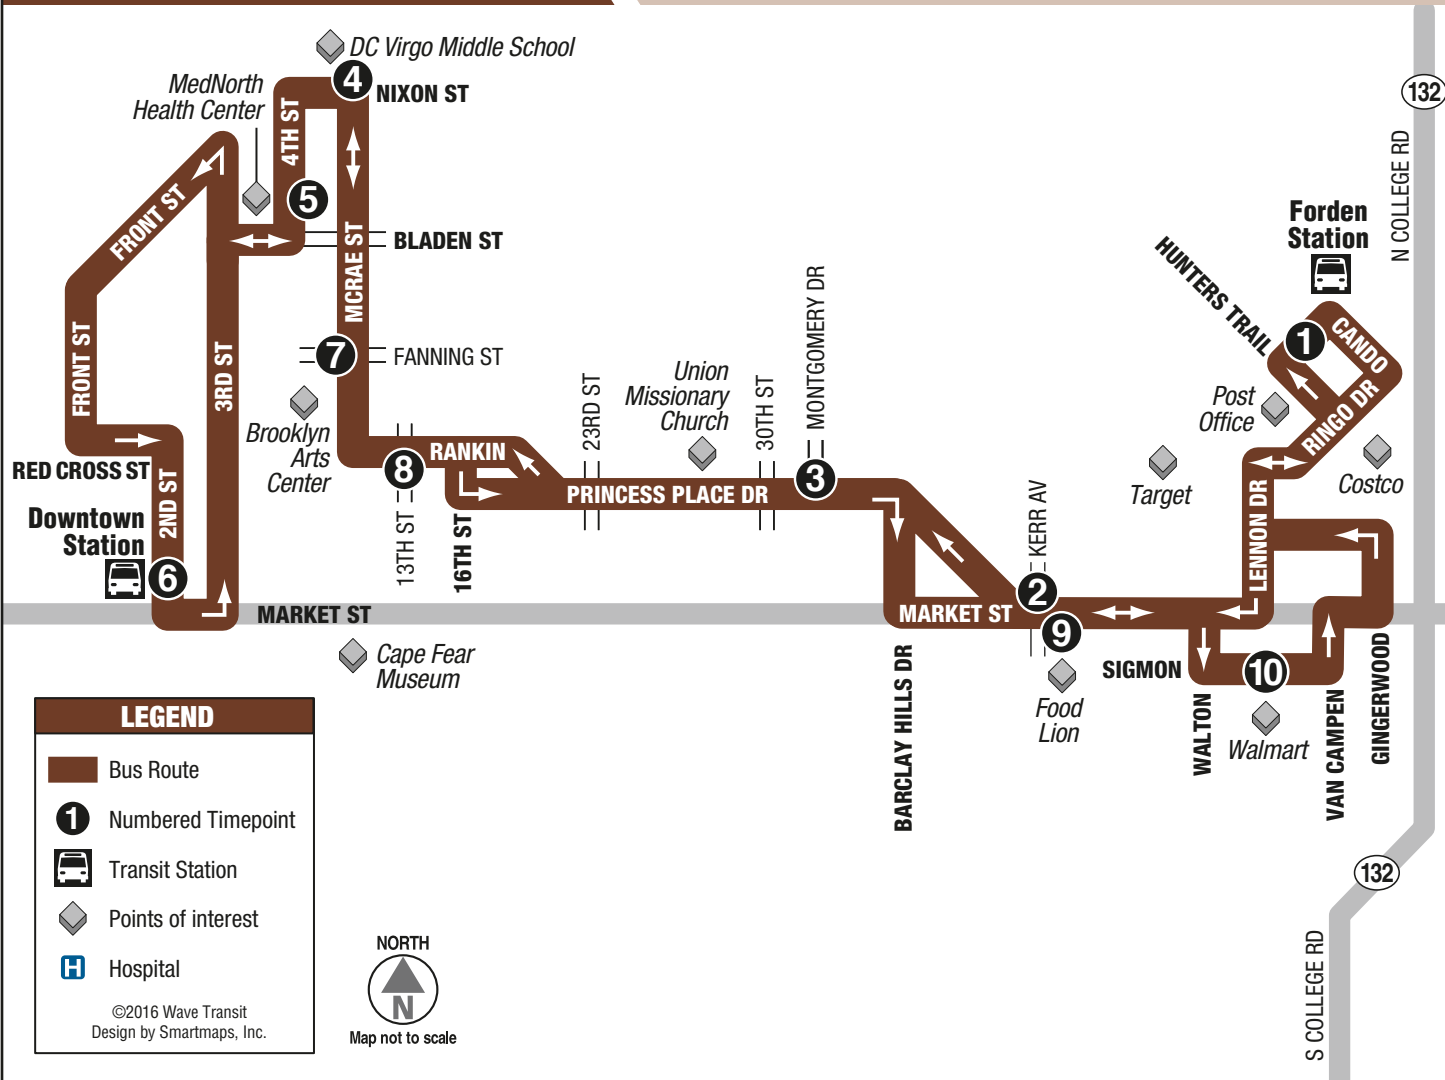 DC Virgo Middle School
4
NIXON ST
MedNorth
Health Center
4TH ST
132
N COLLEGE RD
5
FRONT ST
BLADEN ST
MCRAE ST
Forden
Station
HUNTERS TRAIL
1
CANDO
RINGO DR
7
FANNING ST
FRONT ST
3RD ST
MONTGOMERY DR
Union
Missionary
Church
23RD ST
30TH ST
Post
Office
Brooklyn
Arts
Center
8
RANKIN
13TH ST
16TH ST
PRINCESS PLACE DR
3
RED CROSS ST
2ND ST
Downtown
Station
6
MARKET ST
Target
Costco
KERR AV
LENNON DR
2
MARKET ST
9
Cape Fear
Museum
BARCLAY HILLS DR
SIGMON
10
Food
Lion
WALTON
Walmart
VAN CAMPEN
GINGERWOOD
LEGEND
Bus Route
1 Numbered Timepoint
Transit Station
Points of interest
H Hospital
©2016 Wave Transit
Design by Smartmaps, Inc.
NORTH
N
Map not to scale
132
S COLLEGE RD